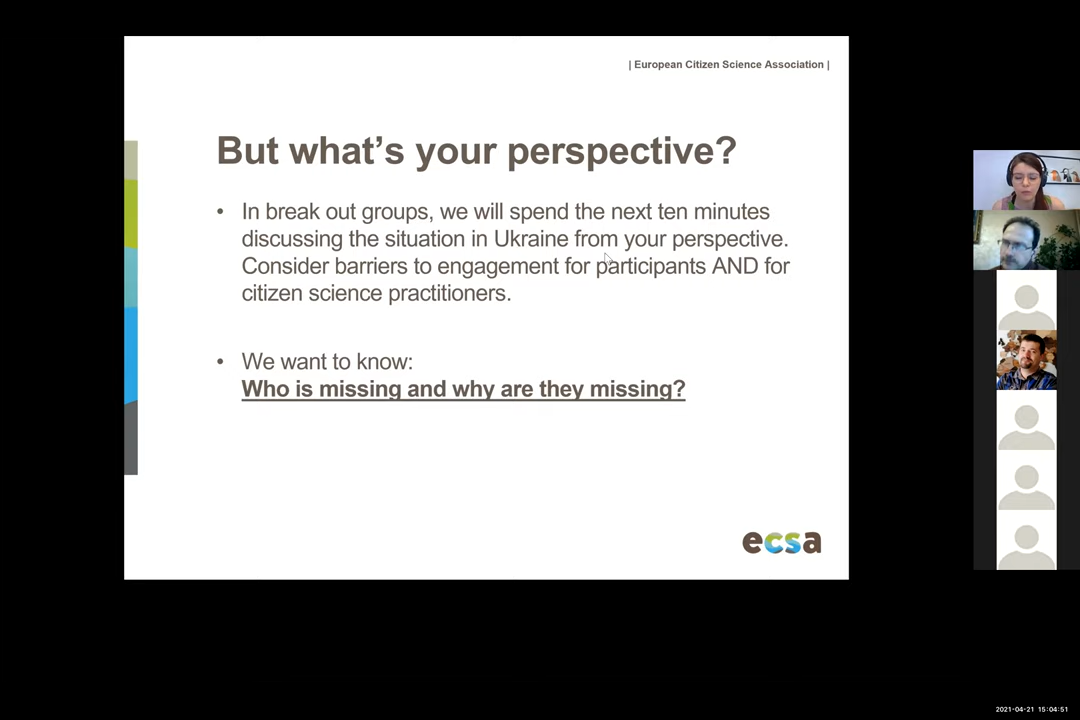 | European Citizen Science Association |
But what's your perspective?
• In break out groups, we will spend the next ten minutes
discussing the situation in Ukraine from your perspective.
Consider barriers to engagement for participants AND for
citizen science practitioners.
• We want to know:
Who is missing and why are they missing?
ecsa
2021-04-21 15:04:51